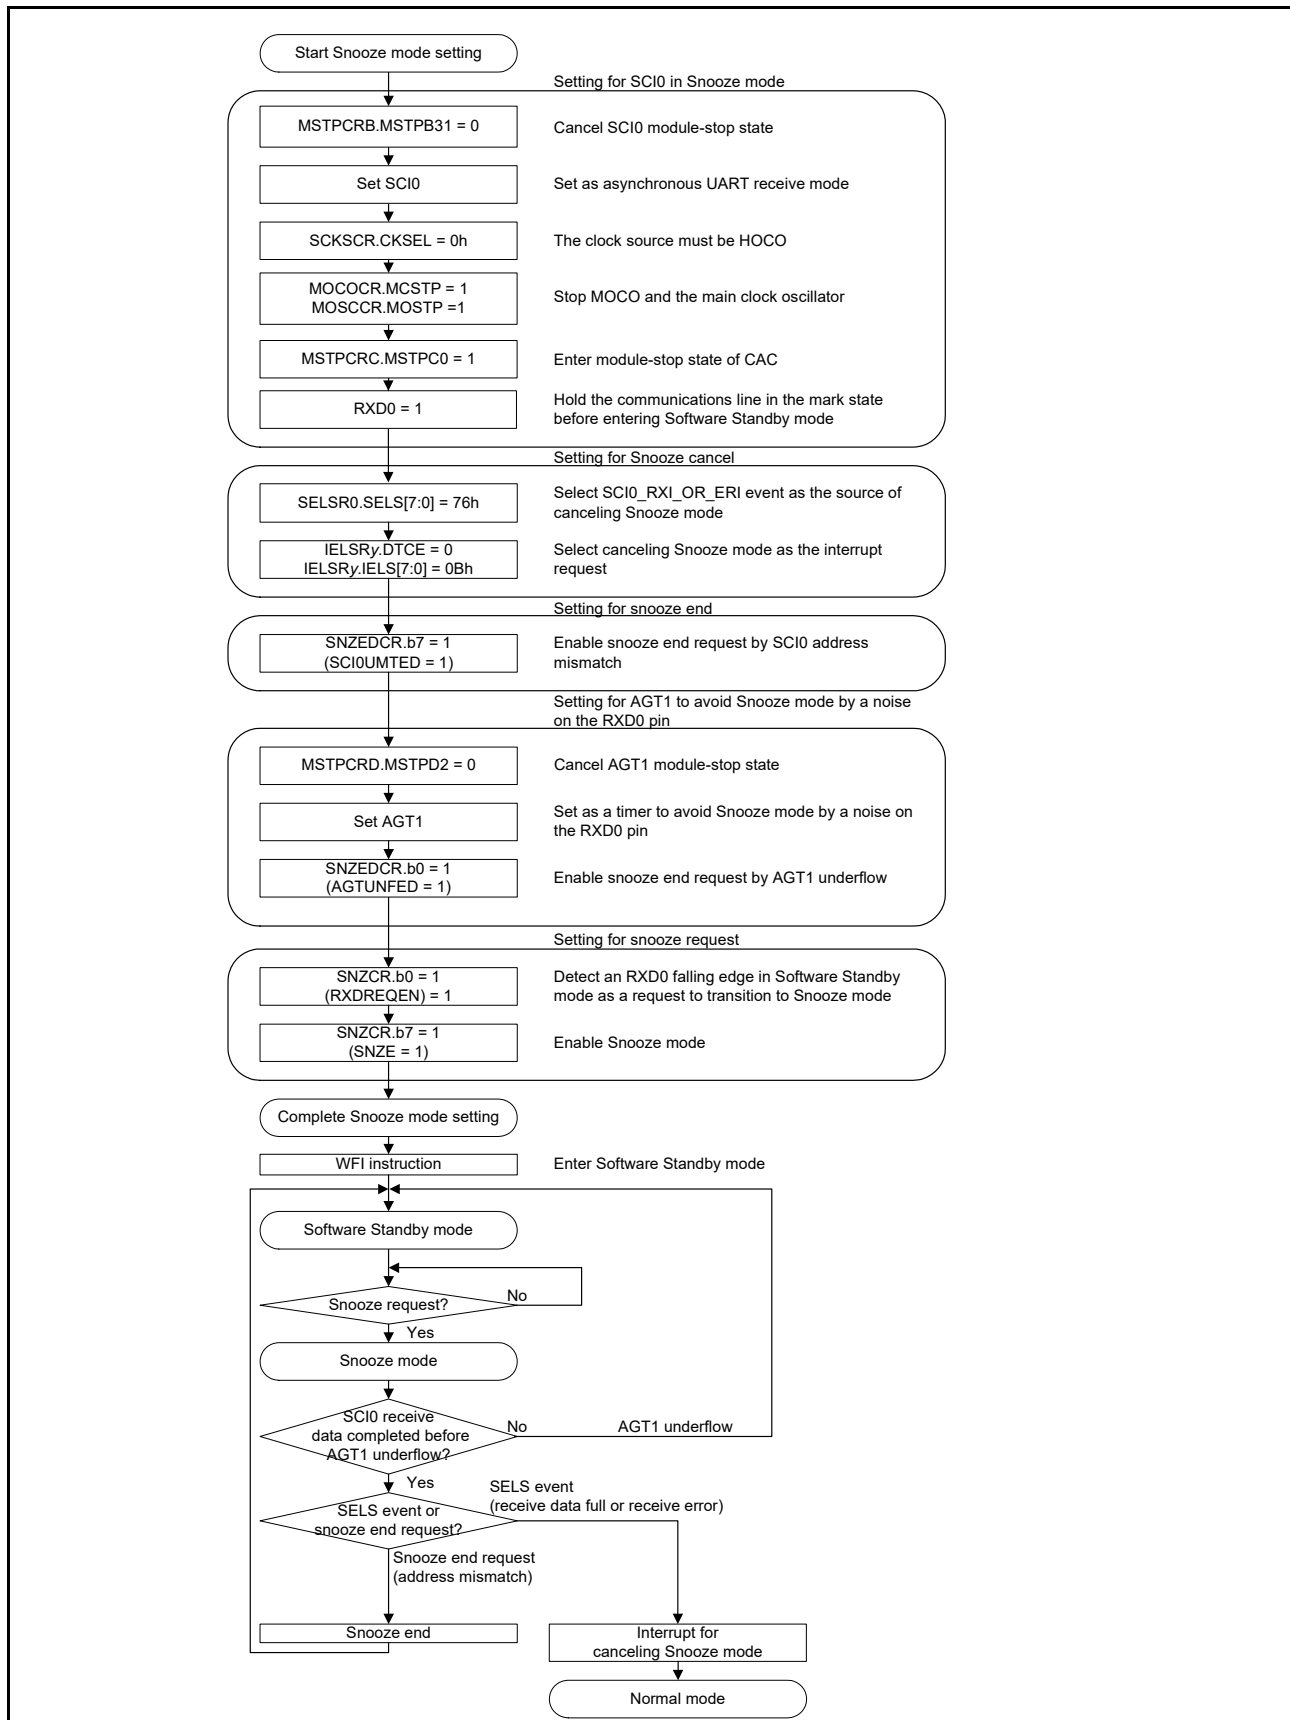 Start Snooze mode setting
Setting for SCI0 in Snooze mode
MSTPCRB.MSTPB31 = 0
Cancel SCI0 module-stop state
Set SCI0
Set as asynchronous UART receive mode
SCKSCR.CKSEL = 0h
The clock source must be HOCO
MOCOCR.MCSTP = 1
MOSCCR.MOSTP =1
Stop MOCO and the main clock oscillator
MSTPCRC.MSTPC0 = 1
Enter module-stop state of CAC
RXD0 = 1
Hold the communications line in the mark state
before entering Software Standby mode
Setting for Snooze cancel
SELSR0.SELS[7:0] = 76h
Select SCI0_RXI_OR_ERI event as the source of
canceling Snooze mode
IELSRy.DTCE = 0
IELSRy.IELS[7:0] = 0Bh
Select canceling Snooze mode as the interrupt
request
Setting for snooze end
SNZEDCR.b7 = 1
(SCI0UMTED = 1)
Enable snooze end request by SCI0 address
mismatch
Setting for AGT1 to avoid Snooze mode by a noise
on the RXD0 pin
MSTPCRD.MSTPD2 = 0
Cancel AGT1 module-stop state
Set AGT1
Set as a timer to avoid Snooze mode by a noise on
the RXD0 pin
SNZEDCR.b0 = 1
(AGTUNFED = 1)
Enable snooze end request by AGT1 underflow
Setting for snooze request
SNZCR.b0 = 1
(RXDREQEN) = 1
Detect an RXD0 falling edge in Software Standby
mode as a request to transition to Snooze mode
SNZCR.b7 = 1
(SNZE = 1)
Enable Snooze mode
Complete Snooze mode setting
WFI instruction
Enter Software Standby mode
Software Standby mode
Snooze request?
No
Yes
Snooze mode
SCI0 receive
data completed before
AGT1 underflow?
No
AGT1 underflow
Yes
SELS event
(receive data full or receive error)
SELS event or
snooze end request?
Snooze end request
(address mismatch)
Snooze end
Interrupt for
canceling Snooze mode
Normal mode